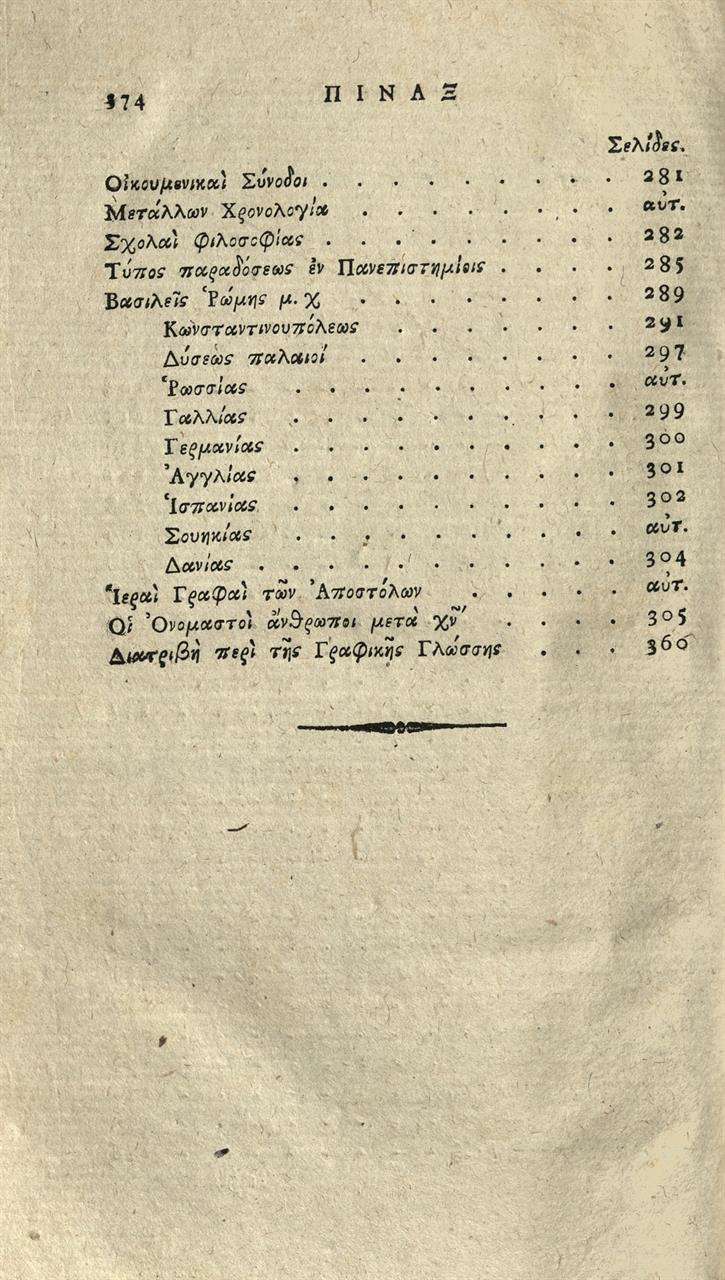 374 ΠΙΝΑΞ
Σελίδες.
Οἰκουμενικαὶ Σύνοδοι . . . . . . . . . 281
Μετάλλων Χρονολογία . . . . . . . . αὐτ.
Σχολαὶ φιλοσοφίας . . . . . . . . . 282
Τύπος παραδόσεως ἐν Πανεπιστημίοις . . . . 285
Βασιλεῖς Ῥώμης μ. χ . . . . . . . . 289
Κωνσταντινουπόλεως . . . . . . . 291
Δύσεως παλαιοί . . . . . . . . 297
Ῥωσσίας . . . . . . . . . . αὐτ.
Γαλλίας . . . . . . . . . . 299
Γερμανίας . . . . . . . . . . 300
Ἀγγλίας . . . . . . . . . . 301
Ἱσπανίας . . . . . . . . . . 302
Σουηκίας . . . . . . . . . . αὐτ.
Δανίας . . . . . . . . . . . 304
Ἵεραὶ Γραφαὶ τῶν Ἀποστόλων . . . . . αὐτ.
Οἱ Ὀνομαστοὶ ἄνθρωποι μετὰ χν῀ . . . . 305
Διατριβὴ περὶ τῆς Γραφικῆς Γλώσσης . . . 360